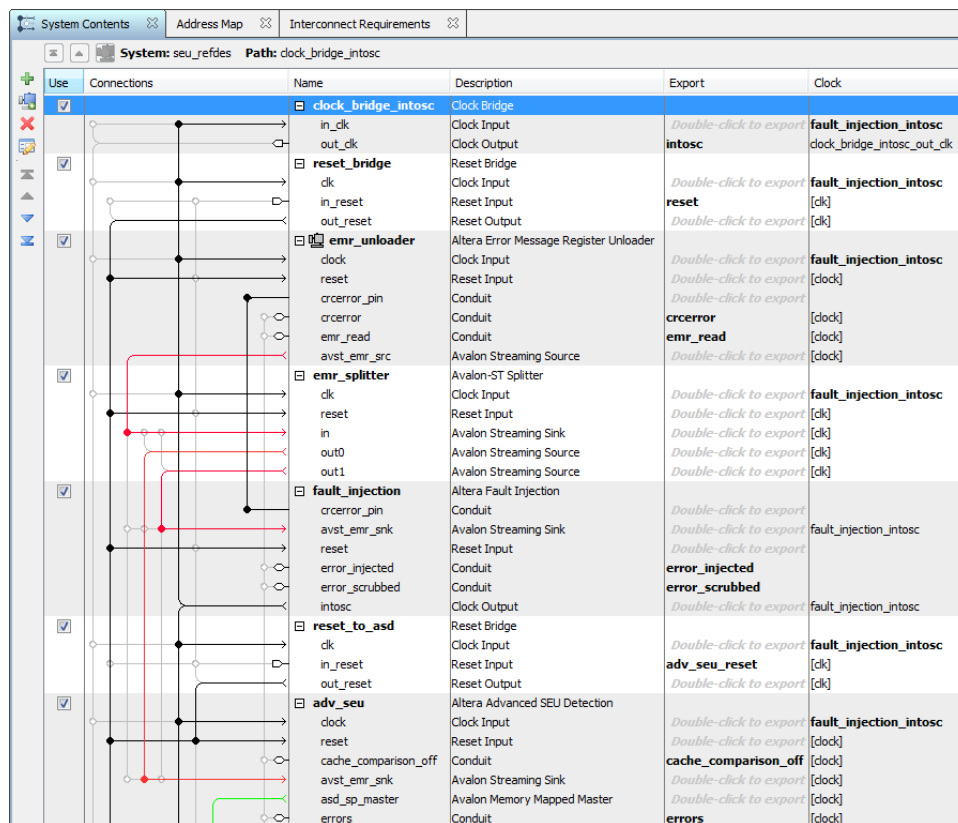 System Contents Address Map Interconnect Requirements
System: seu_refdes Path: clock_bridge_intosc
Use Connections Name Description Export Clock
clock_bridge_intosc Clock Bridge
in_clk Clock Input Double-click to export fault_injection_intosc
out_clk Clock Output intosc clock_bridge_intosc_out_clk
reset_bridge Reset Bridge
clk Clock Input Double-click to export fault_injection_intosc
in_reset Reset Input reset [clk]
out_reset Reset Output Double-click to export [clk]
emr_unloader Altera Error Message Register Unloader
clock Clock Input Double-click to export fault_injection_intosc
reset Reset Input Double-click to export [clock]
crcerror_pin Conduit Double-click to export
crcerror Conduit crcerror [clock]
emr_read Conduit emr_read [clock]
avst_emr_src Avalon Streaming Source Double-click to export [clock]
emr_splitter Avalon-ST Splitter
clk Clock Input Double-click to export fault_injection_intosc
reset Reset Input Double-click to export [clk]
in Avalon Streaming Sink Double-click to export [clk]
out0 Avalon Streaming Source Double-click to export [clk]
out1 Avalon Streaming Source Double-click to export [clk]
fault_injection Altera Fault Injection
crcerror_pin Conduit Double-click to export
avst_emr_snk Avalon Streaming Sink Double-click to export fault_injection_intosc
reset Reset Input Double-click to export
error_injected Conduit error_injected
error_scrubbed Conduit error_scrubbed
intosc Clock Output Double-click to export fault_injection_intosc
reset_to_asd Reset Bridge
clk Clock Input Double-click to export fault_injection_intosc
in_reset Reset Input adv_seu_reset [clk]
out_reset Reset Output Double-click to export [clk]
adv_seu Altera Advanced SEU Detection
clock Clock Input Double-click to export fault_injection_intosc
reset Reset Input Double-click to export [clock]
cache_comparison_off Conduit cache_comparison_off [clock]
avst_emr_snk Avalon Streaming Sink Double-click to export [clock]
asd_sp_master Avalon Memory Mapped Master Double-click to export [clock]
errors Conduit errors [clock]